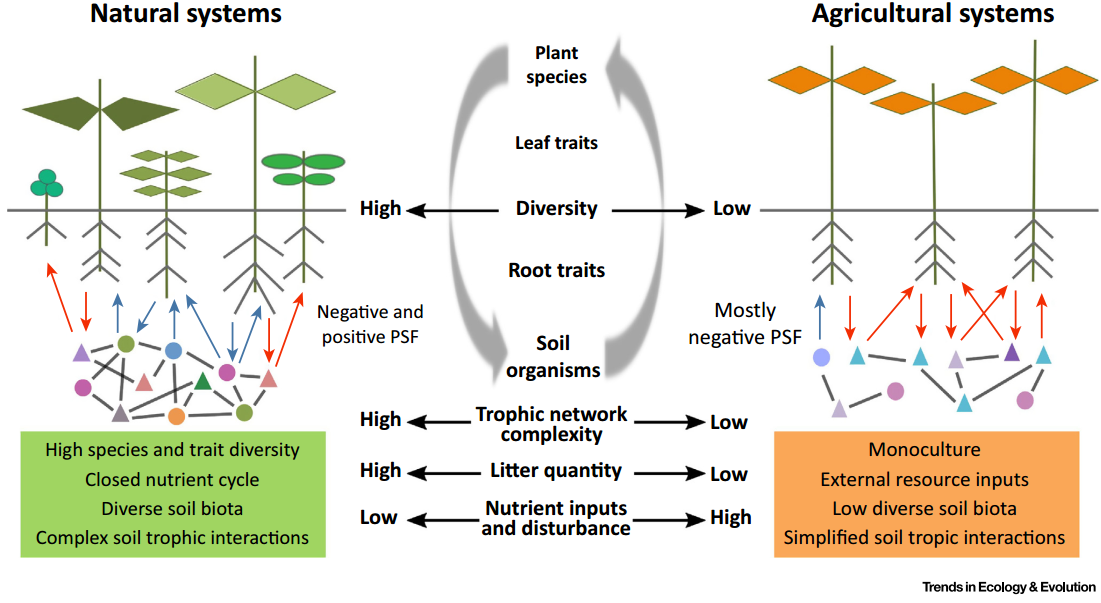 Natural systems
Agricultural systems
Plant
species
Leaf traits
High
Diversity
Low
Root traits
Negative and
positive PSF
Mostly
negative PSF
Soil
organisms
High
Trophic network
complexity
Low
High
Litter quantity
Low
Low
Nutrient inputs
and disturbance
High
High species and trait diversity
Closed nutrient cycle
Diverse soil biota
Complex soil trophic interactions
Monoculture
External resource inputs
Low diverse soil biota
Simplified soil tropic interactions
Trends in Ecology & Evolution